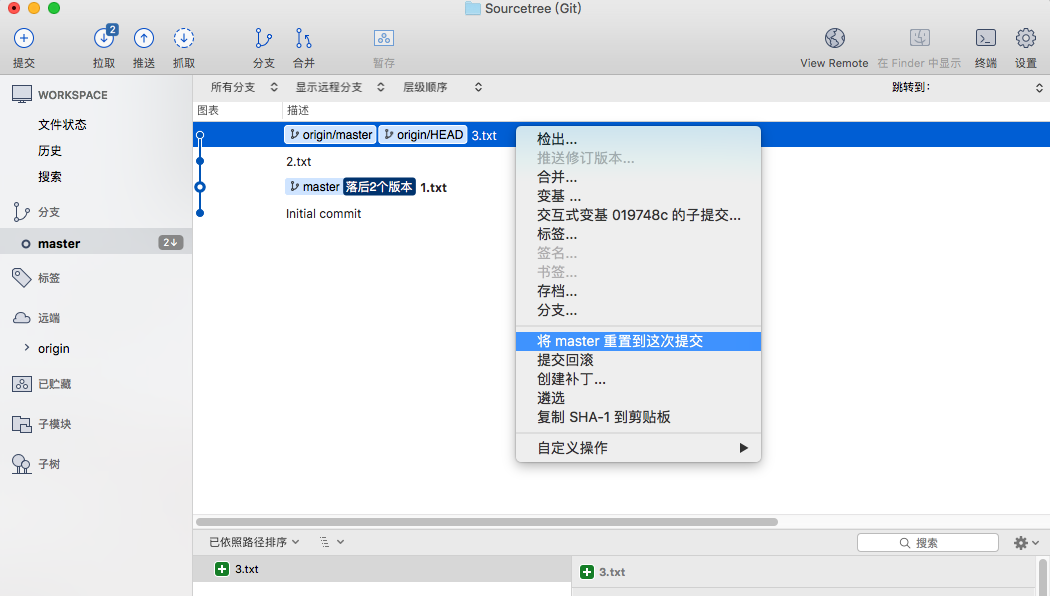 Sourcetree (Git)
2
提交 拉取 推送 抓取 分支 合并 暂存 View Remote 在 Finder 中显示 终端 设置
WORKSPACE
文件状态
历史
搜索
分支
master 2↓
标签
远端
origin
已贮藏
子模块
子树
所有分支 显示远程分支 层级顺序 跳转到:
图表 描述
origin/master origin/HEAD 3.txt
2.txt
master 落后2个版本 1.txt
Initial commit
检出...
推送修订版本...
合并...
变基 ...
交互式变基 019748c 的子提交...
标签...
签名...
书签...
存档...
分支...
将 master 重置到这次提交
提交回滚
创建补丁...
遴选
复制 SHA-1 到剪贴板
自定义操作
已依照路径排序 搜索
3.txt
3.txt